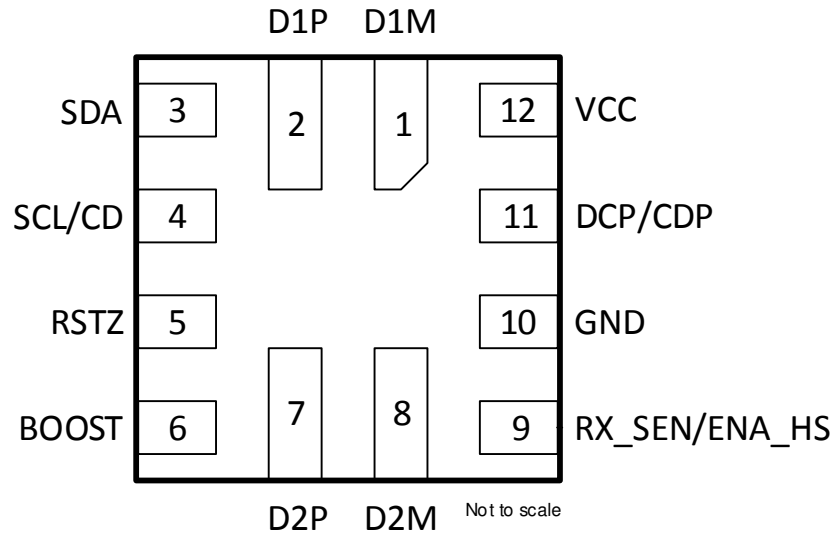 D1P D1M
SDA 3 2 1 12 VCC
SCL/CD 4 11 DCP/CDP
RSTZ 5 10 GND
BOOST 6 7 8 9 RX_SEN/ENA_HS
D2P D2M Not to scale